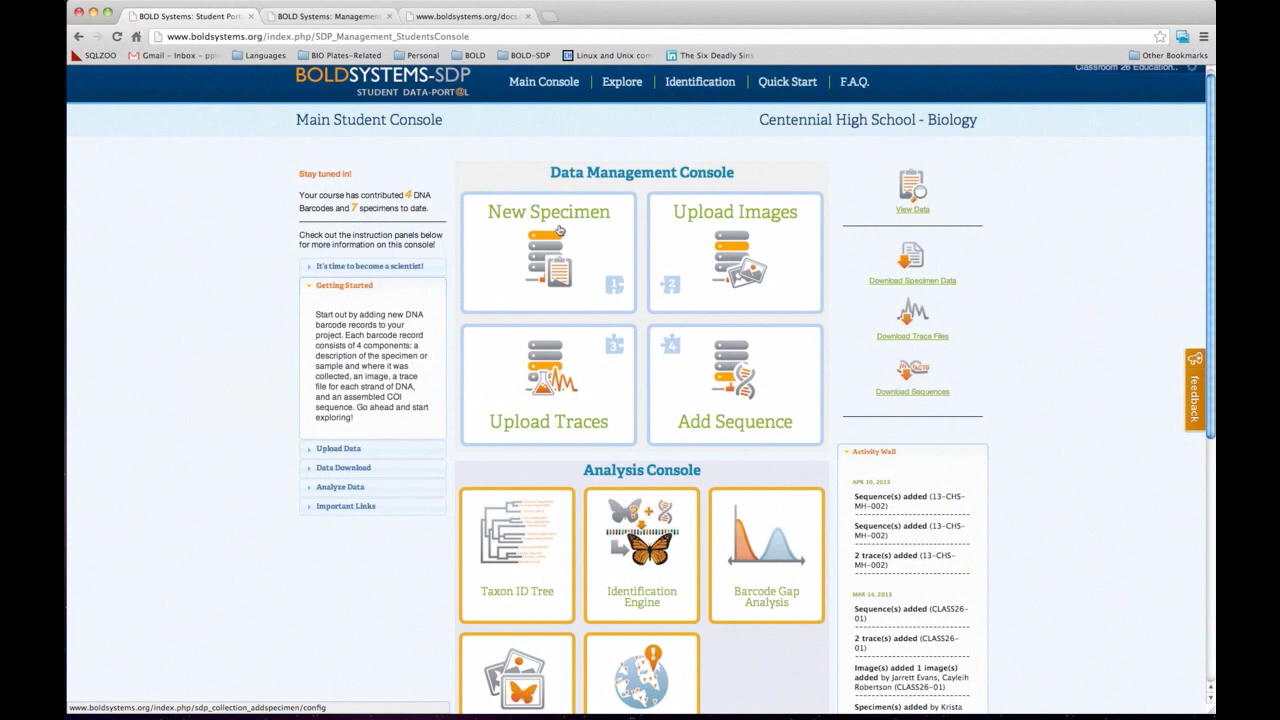 BOLD Systems: Student Port
BOLD Systems: Management
www.boldsystems.org/docs
www.boldsystems.org/index.php/SDP_Management_StudentsConsole
SQLZOO
Gmail - Inbox - ppi
Languages
BIO Plates-Related
Personal
BOLD
BOLD-SDP
Linux and Unix com
The Six Deadly Sins
Other Bookmarks
BOLDSYSTEMS-SDP
STUDENT DATA-PORT@L
Main Console
Explore
Identification
Quick Start
F.A.Q.
Classroom 26 Education..
Main Student Console
Centennial High School - Biology
Stay tuned in!
Your course has contributed 4 DNA
Barcodes and 7 specimens to date.
Check out the instruction panels below
for more information on this console!
It's time to become a scientist!
Getting Started
Start out by adding new DNA
barcode records to your
project. Each barcode record
consists of 4 components: a
description of the specimen or
sample and where it was
collected, an image, a trace
file for each strand of DNA,
and an assembled COI
sequence. Go ahead and start
exploring!
Upload Data
Data Download
Analyze Data
Important Links
Data Management Console
New Specimen
1
Upload Images
2
3
Upload Traces
4
Add Sequence
Analysis Console
Taxon ID Tree
Identification
Engine
Barcode Gap
Analysis
View Data
Download Specimen Data
Download Trace Files
Download Sequences
feedback
Activity Wall
APR 30, 2013
Sequence(s) added (13-CHS-
MH-002)
Sequence(s) added (13-CHS-
MH-002)
2 trace(s) added (13-CHS-
MH-002)
MAR 14, 2013
Sequence(s) added (CLASS26-
01)
2 trace(s) added (CLASS26-
01)
Image(s) added 1 image(s)
added by Jarrett Evans, Cayleih
Robertson (CLASS26-01)
Specimen(s) added by Krista
www.boldsystems.org/index.php/sdp_collection_addspecimen/config